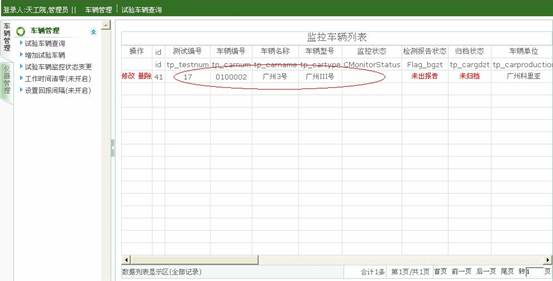 登录人:天工院,管理员 || 车辆管理 | 试验车辆查询
车辆管理
仪器管理
车辆管理
试验车辆查询
增加试验车辆
试验车辆监控状态变更
工作时间清零(未开启)
设置间报间隔(未开启)
监控车辆列表
操作 id 测试编号 车辆编号 车辆名称 车辆型号 监控状态 检测报告状态 归档状态 车辆单位
id tp_testnum tp_carnum tp_carname tp_cartype CMonitorStatus Flag_bgzt tp_cargdzt tp_carproduction
修改 删除 41 17 0100002 广州3号 广州III号 未出报告 未归档 广州科里亚
数据列表显示区(全部记录) 合计1条 第1页/共1页 首页 前一页 后一页 尾页 转1 页